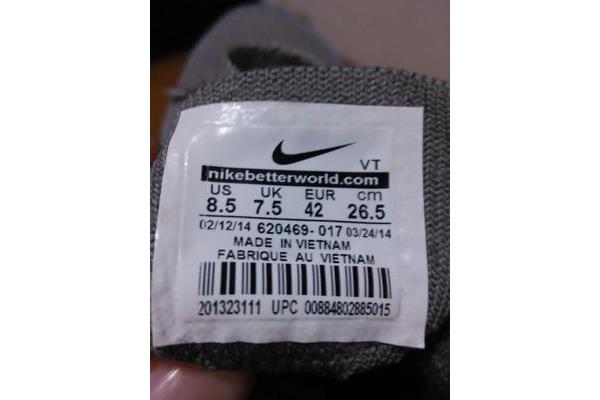 VT
nikebetterworld.com
US UK EUR cm
8.5 7.5 42 26.5
02/12/14 620469-017 03/24/14
MADE IN VIETNAM
FABRIQUE AU VIETNAM
201323111 UPC 00884802885015